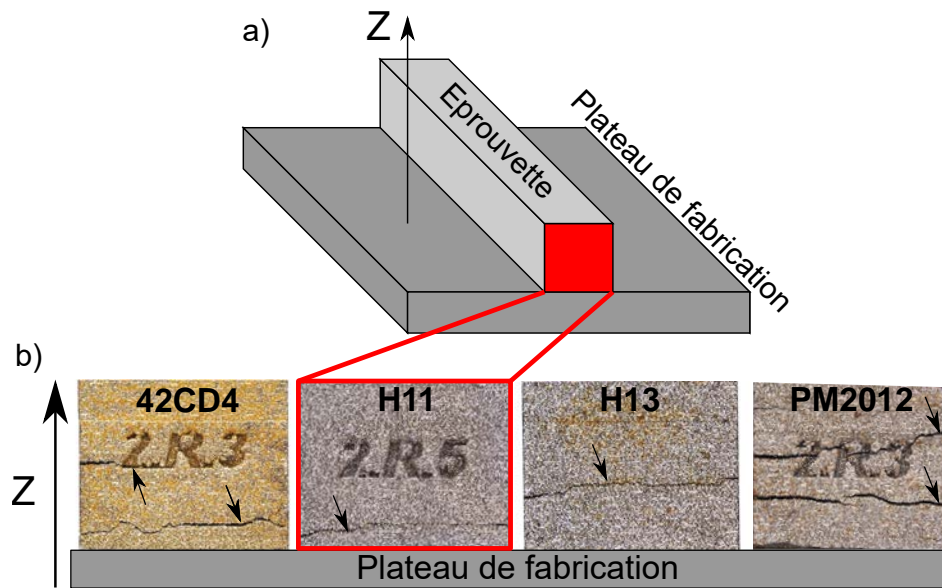 a)
Z
Eprouvette
Plateau de fabrication
b)
Z
42CD4
H11
H13
PM2012
2.R.3
2.R.5
2.R.3
Plateau de fabrication